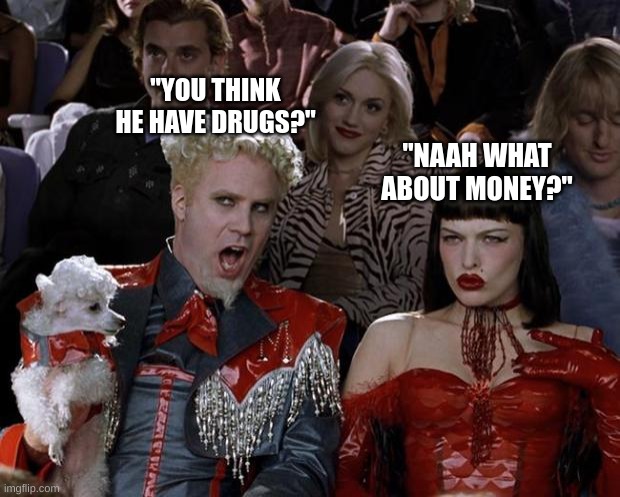 "YOU THINK
HE HAVE DRUGS?"
"NAAH WHAT
ABOUT MONEY?"
imgflip.com